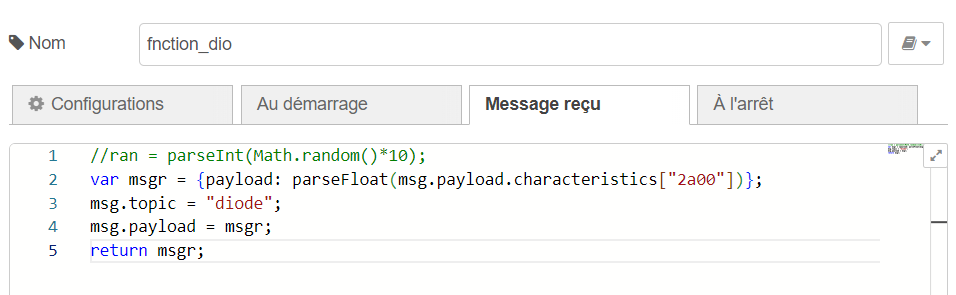 Nom
fnction_dio
Configurations
Au démarrage
Message reçu
À l'arrêt
1 //ran = parseInt(Math.random()*10);
2 var msgr = {payload: parseFloat(msg.payload.characteristics["2a00"])};
3 msg.topic = "diode";
4 msg.payload = msgr;
5 return msgr;